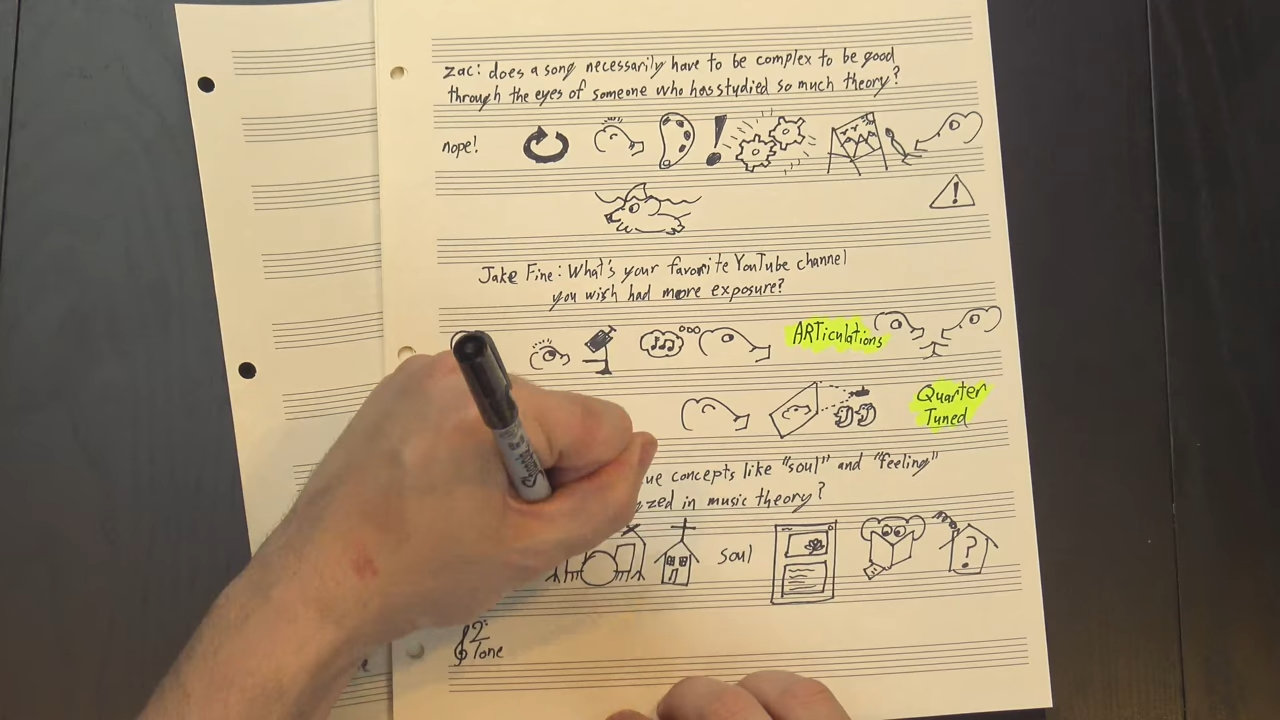 zac: does a song necessarily have to be complex to be good
through the eyes of someone who has studied so much theory?
nope!
Jake Fine: What's your favorite YouTube channel
you wish had more exposure?
ARTiculations
Quarter
Tuned
concepts like "soul" and "feeling"
in music theory?
soul
2:
Tone